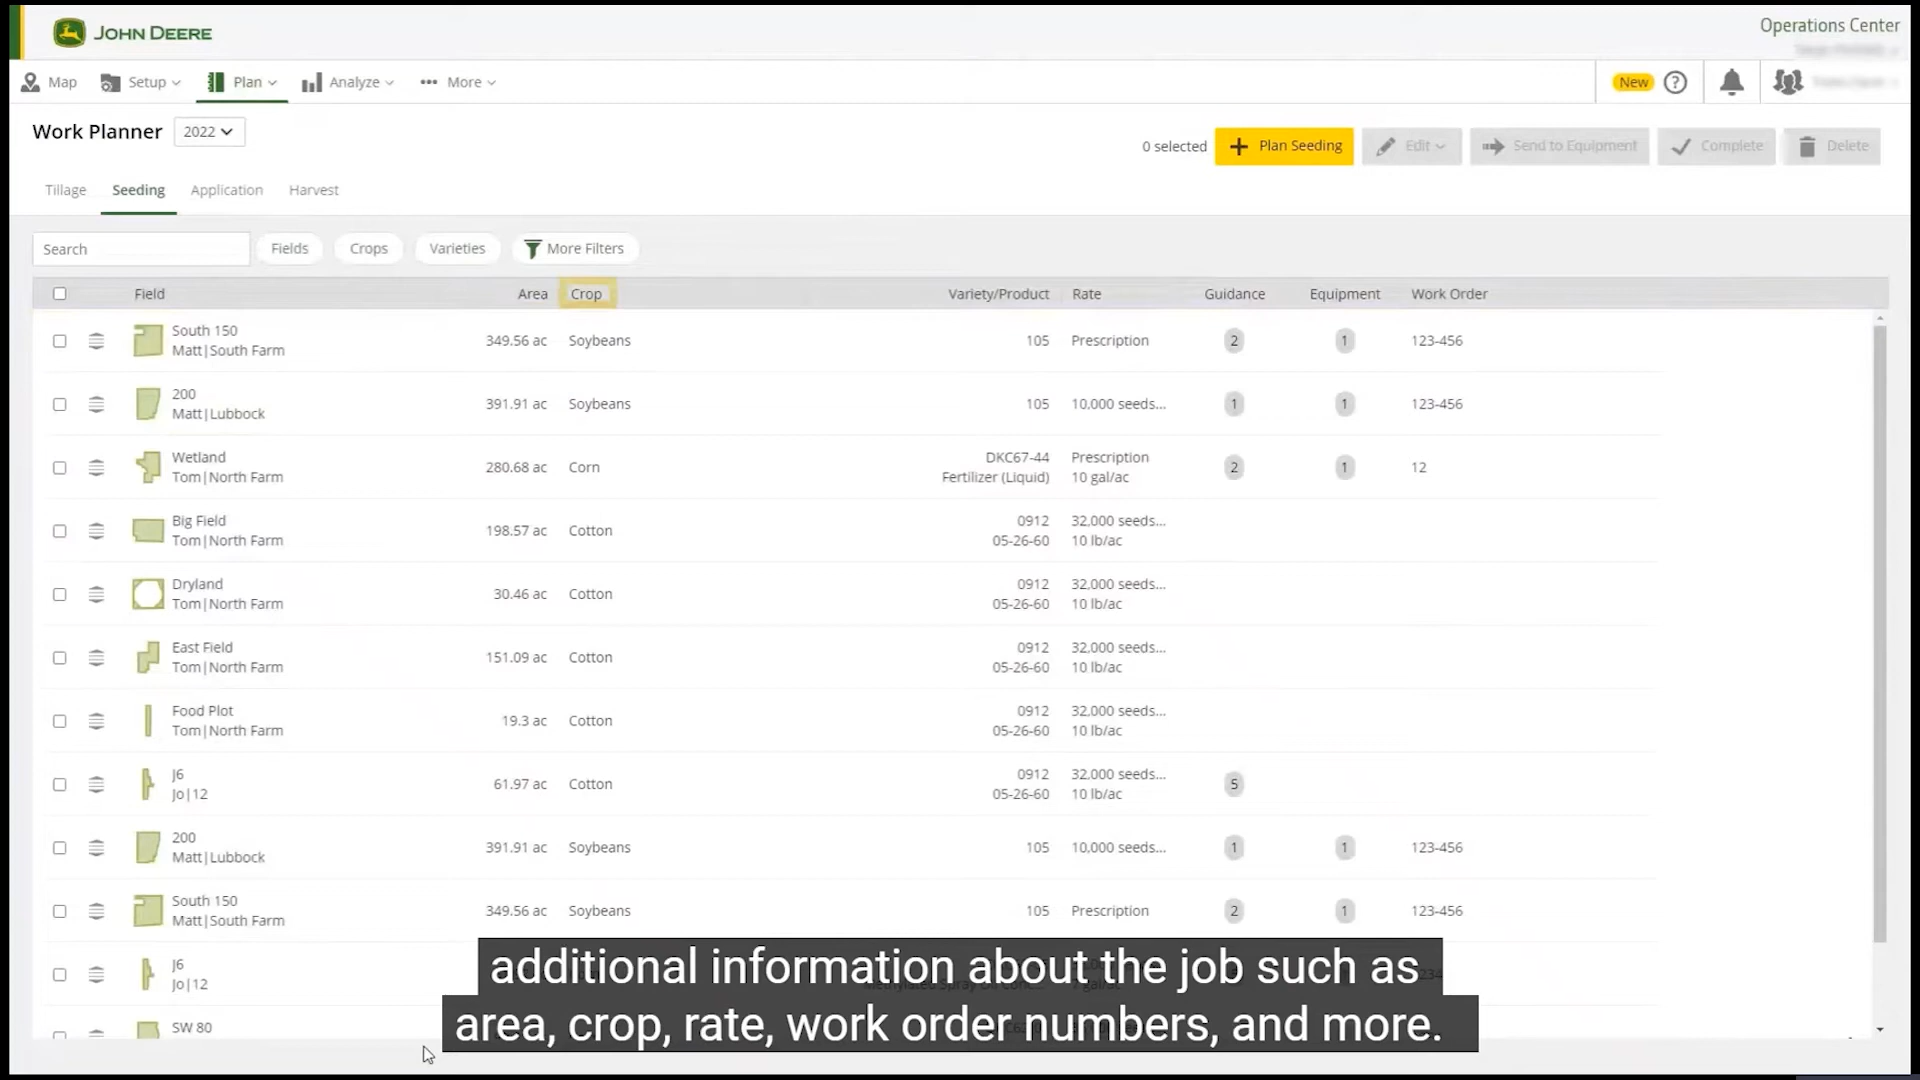 JOHN DEERE
Operations Center
Map Setup Plan Analyze More New
Work Planner 2022
0 selected Plan Seeding Edit Send to Equipment Complete Delete
Tillage Seeding Application Harvest
Search Fields Crops Varieties More Filters
Field Area Crop Variety/Product Rate Guidance Equipment Work Order
South 150
Matt|South Farm
349.56 ac Soybeans 105 Prescription 2 1 123-456
200
Matt|Lubbock
391.91 ac Soybeans 105 10,000 seeds... 1 1 123-456
Wetland DKC67-44 Prescription
280.68 ac Corn 2 1 12
Tom|North Farm Fertilizer (Liquid) 10 gal/ac
Big Field 0912 32,000 seeds...
198.57 ac Cotton
Tom|North Farm 05-26-60 10 lb/ac
Dryland 0912 32,000 seeds...
30.46 ac Cotton
Tom|North Farm 05-26-60 10 lb/ac
East Field 0912 32,000 seeds...
151.09 ac Cotton
Tom|North Farm 05-26-60 10 lb/ac
Food Plot 0912 32,000 seeds...
19.3 ac Cotton
Tom|North Farm 05-26-60 10 lb/ac
J6 0912 32,000 seeds...
61.97 ac Cotton 5
Jo|12 05-26-60 10 lb/ac
200
Matt|Lubbock
391.91 ac Soybeans 105 10,000 seeds... 1 1 123-456
South 150
Matt|South Farm
349.56 ac Soybeans 105 Prescription 2 1 123-456
J6
Jo|12
SW 80
additional information about the job such as
area, crop, rate, work order numbers, and more.